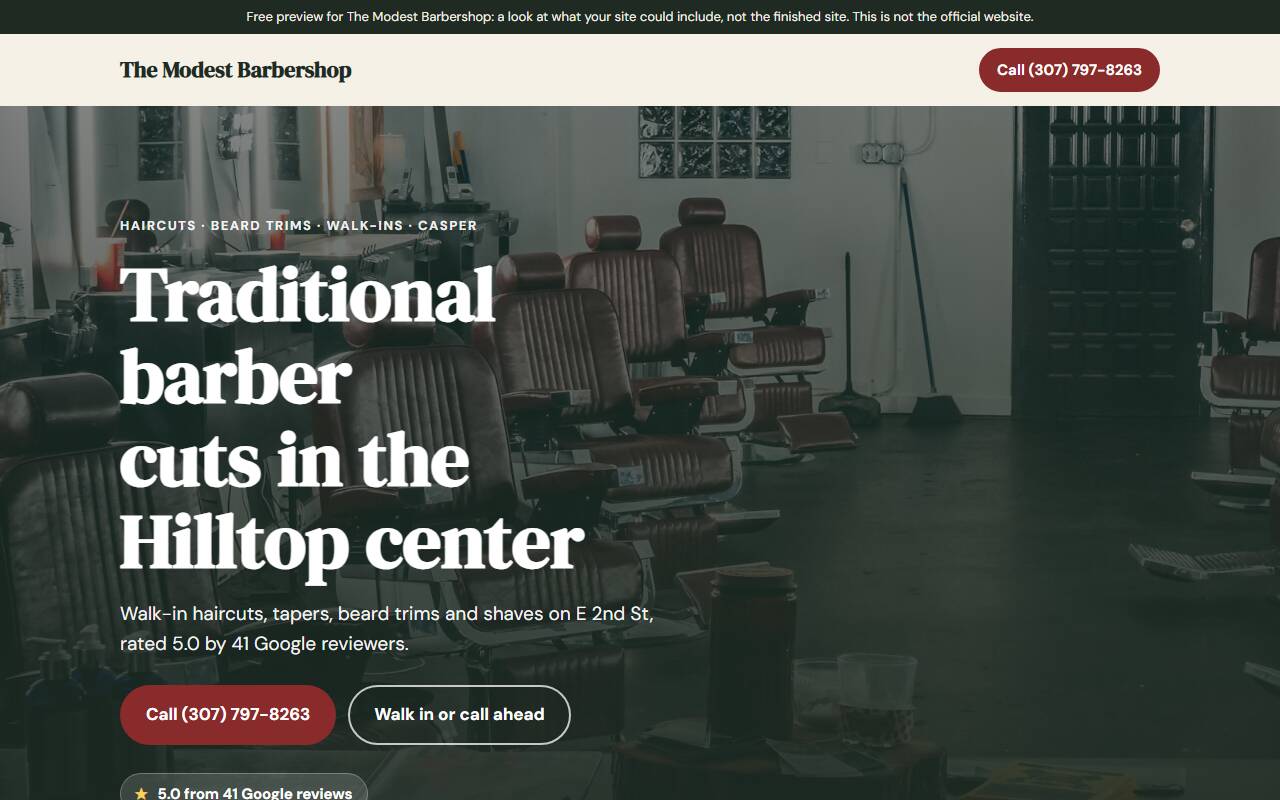 Free preview for The Modest Barbershop: a look at what your site could include, not the finished site. This is not the official website.
The Modest Barbershop
Call (307) 797-8263
HAIRCUTS · BEARD TRIMS · WALK-INS · CASPER
Traditional
barber
cuts in the
Hilltop center
Walk-in haircuts, tapers, beard trims and shaves on E 2nd St,
rated 5.0 by 41 Google reviewers.
Call (307) 797-8263
Walk in or call ahead
★ 5.0 from 41 Google reviews